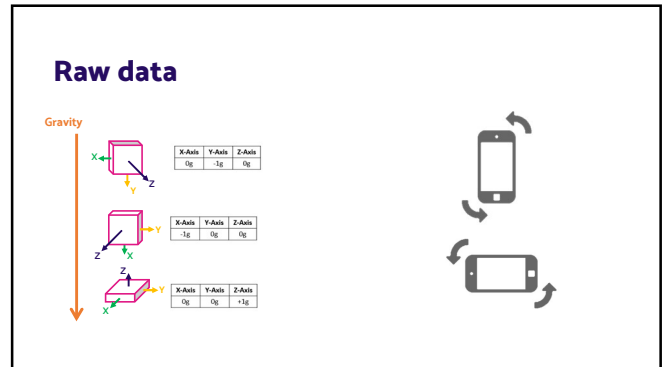 Raw data
Gravity
X
Z
Y
X-Axis Y-Axis Z-Axis
0g -1g 0g
Y
Z
X
X-Axis Y-Axis Z-Axis
-1g 0g 0g
Z
Y
X
X-Axis Y-Axis Z-Axis
0g 0g +1g